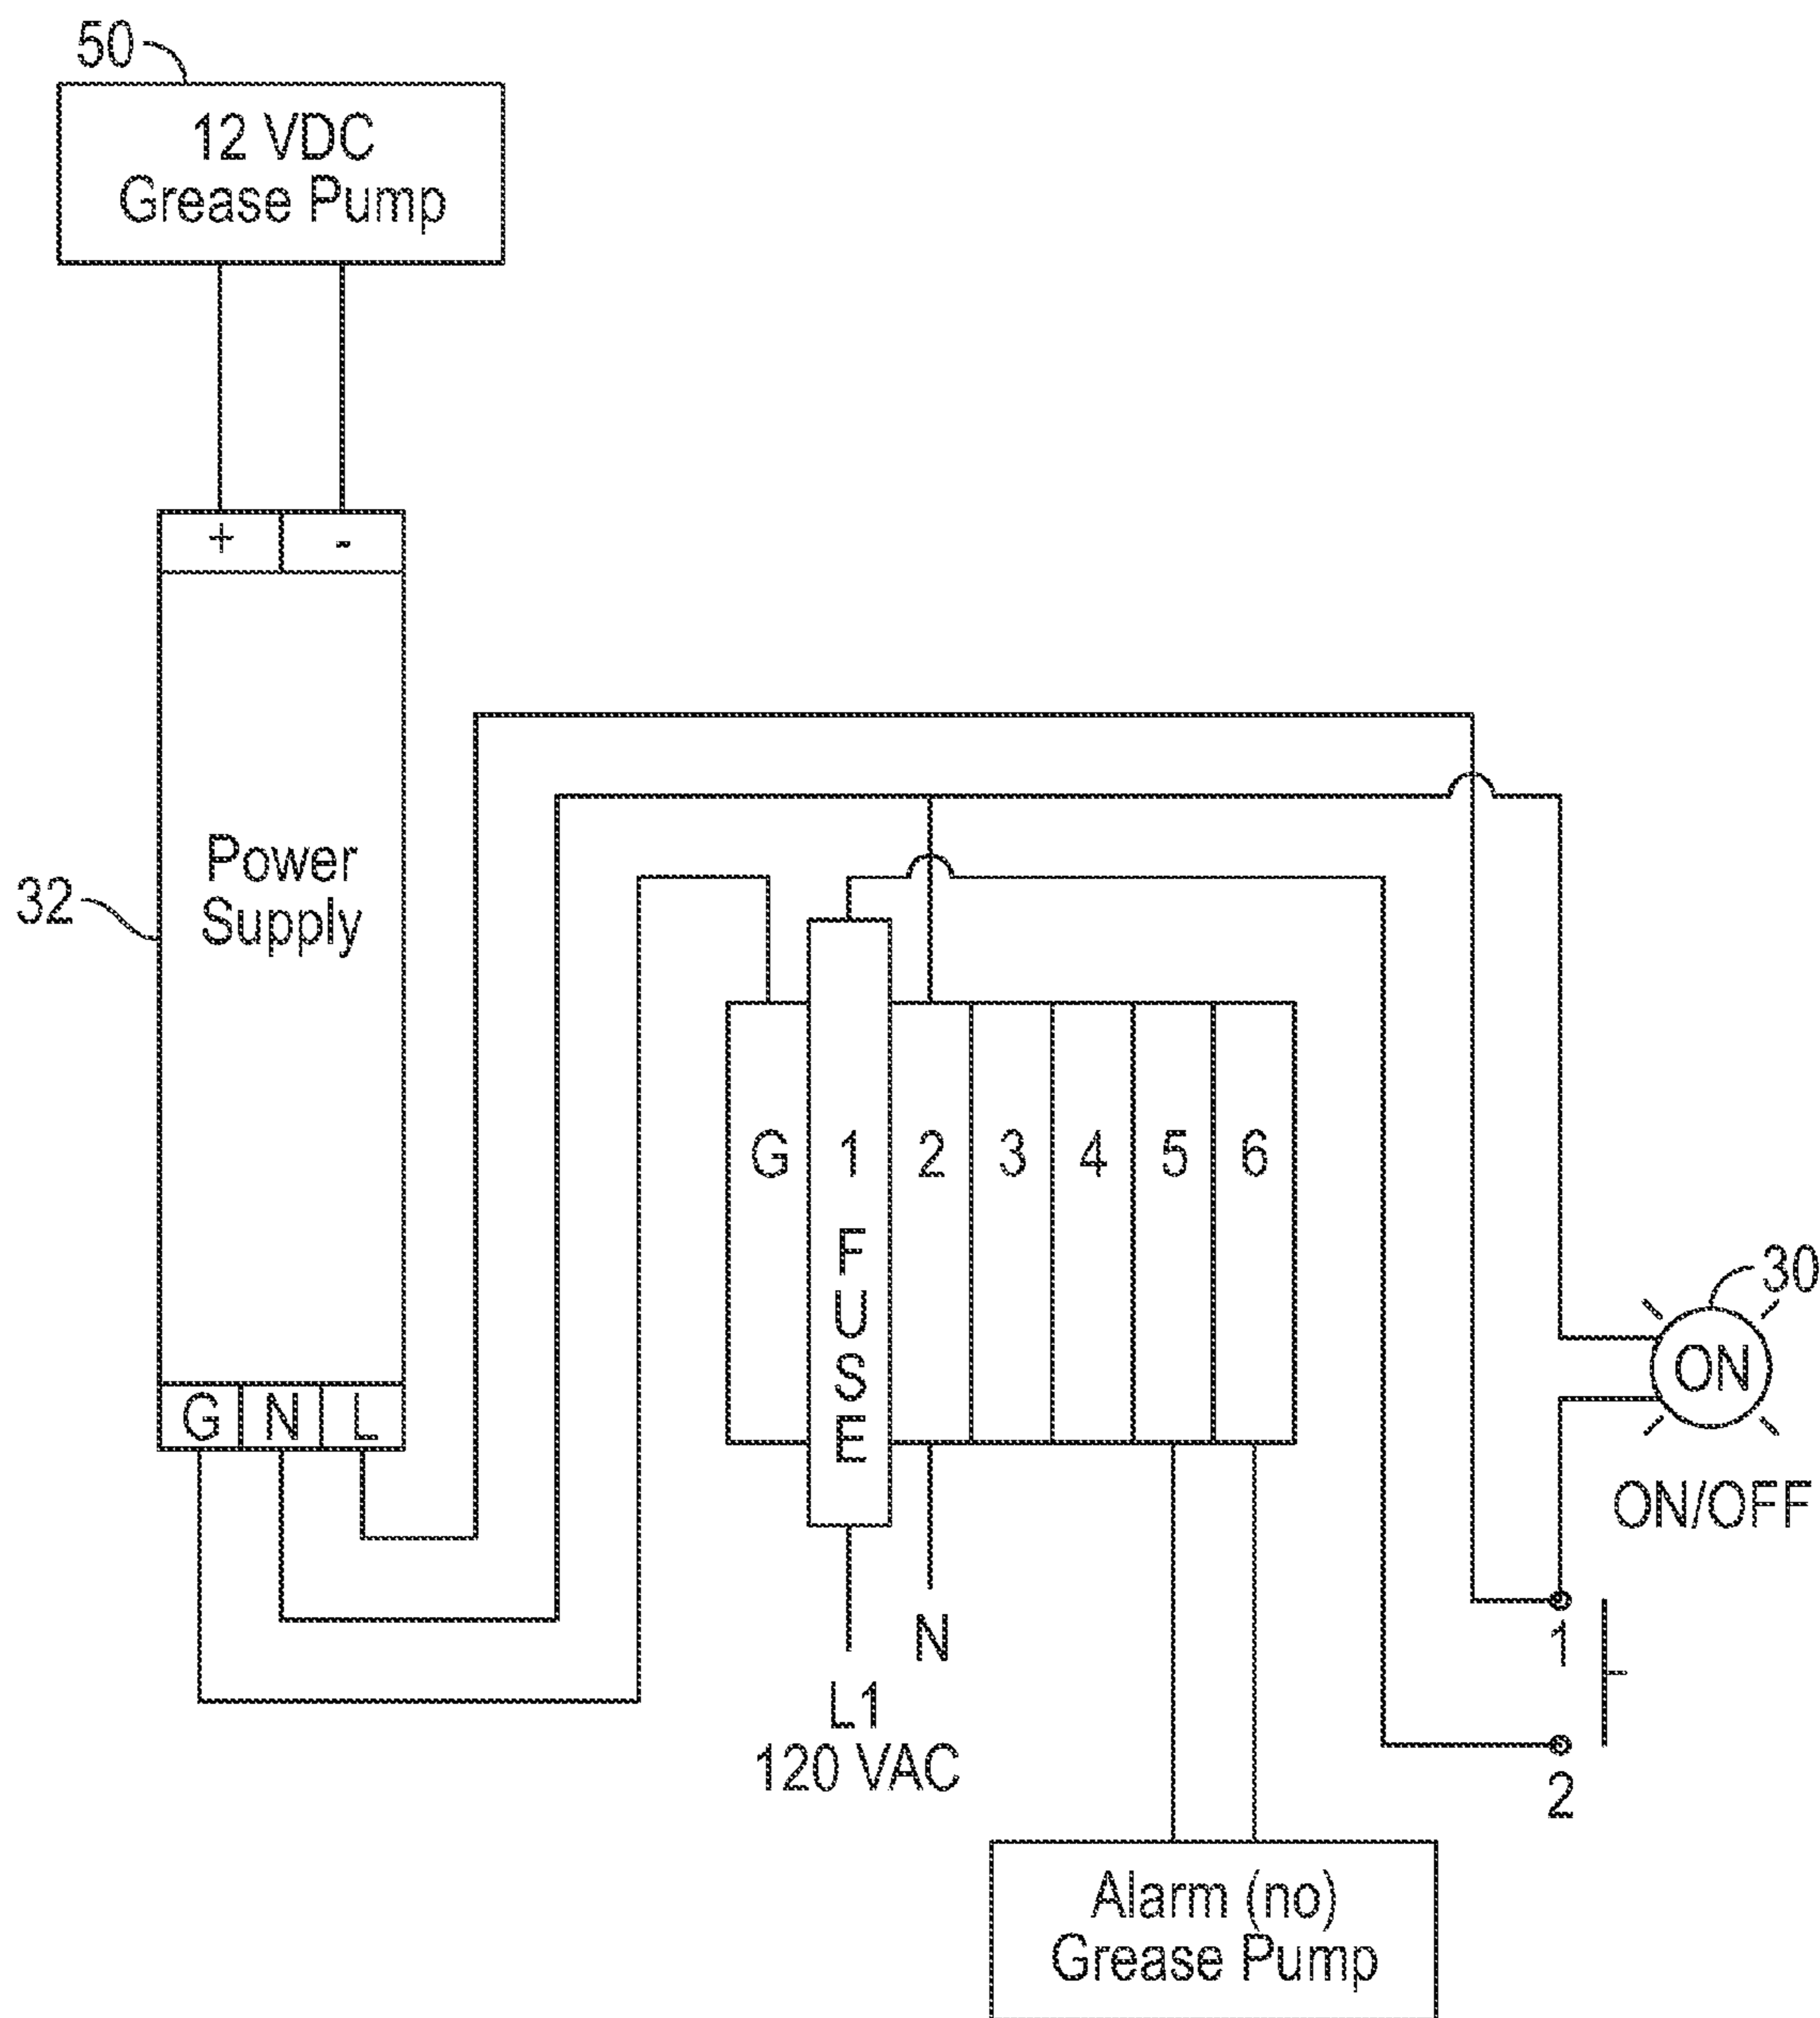 50
12 VDC
Grease Pump
+ -
Power
Supply
32
G 1 2 3 4 5 6
FUSE
30
ON
G N L
ON/OFF
N
1
L1
120 VAC
2
Alarm (no)
Grease Pump